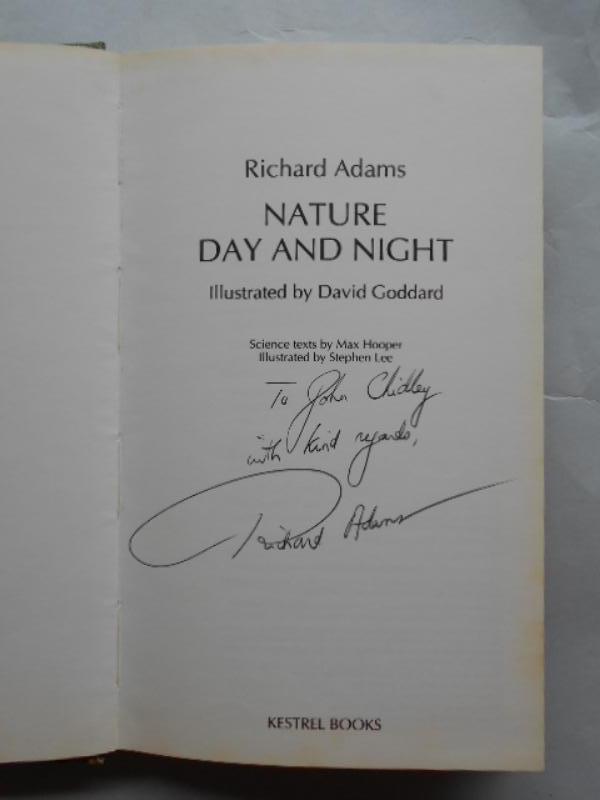 Richard Adams
NATURE
DAY AND NIGHT
Illustrated by David Goddard
Science texts by Max Hooper
Illustrated by Stephen Lee
To John Chidley
with kind regards,
Richard Adams
KESTREL BOOKS